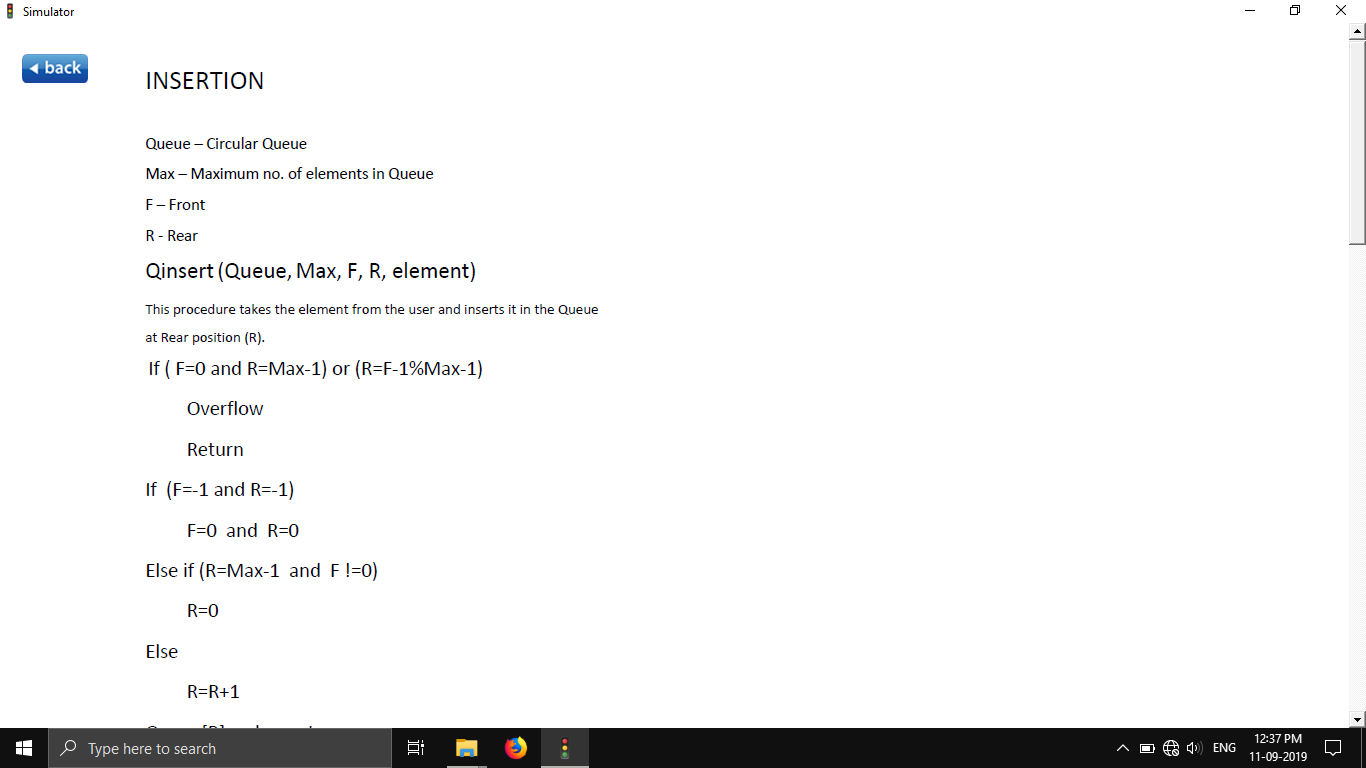 Simulator
back
INSERTION
Queue – Circular Queue
Max – Maximum no. of elements in Queue
F – Front
R - Rear
Qinsert (Queue, Max, F, R, element)
This procedure takes the element from the user and inserts it in the Queue
at Rear position (R).
If ( F=0 and R=Max-1) or (R=F-1%Max-1)
Overflow
Return
If (F=-1 and R=-1)
F=0 and R=0
Else if (R=Max-1 and F !=0)
R=0
Else
R=R+1
Type here to search
ENG
12:37 PM
11-09-2019